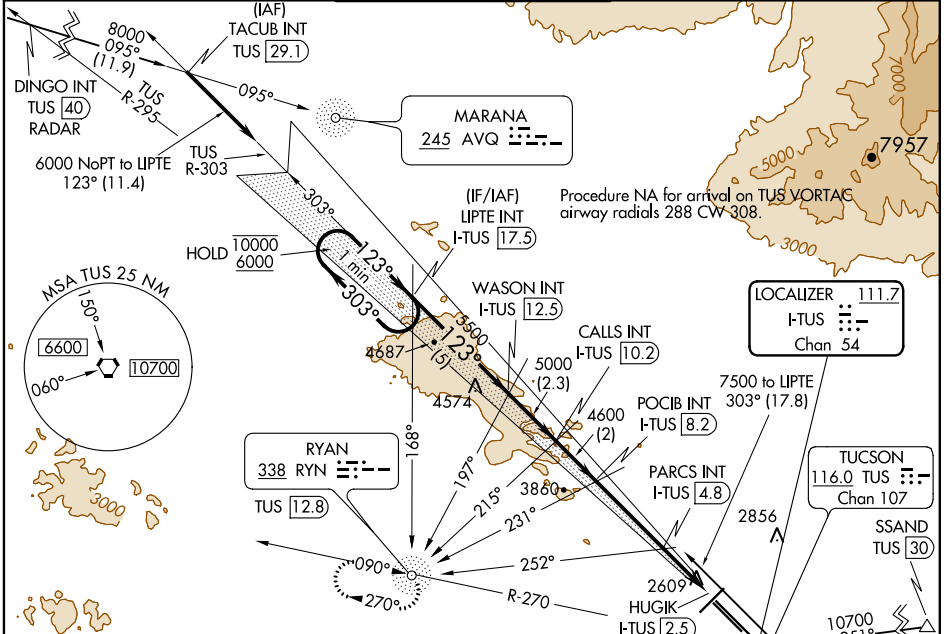 (IAF)
TACUB INT
TUS 29.1
8000
095°
(11.9)
DINGO INT
TUS 40
RADAR
TUS
R-295
095°
6000 NoPT to LIPTE
123° (11.4)
TUS
R-303
MARANA
245 AVQ
7000
5000
7957
3000
Procedure NA for arrival on TUS VORTAC
airway radials 288 CW 308.
(IF/IAF)
LIPTE INT
I-TUS 17.5
303°
HOLD 10000
6000
123°
1 min
303°
MSA TUS 25 NM
150°
6600
10700
060°
WASON INT
I-TUS 12.5
LOCALIZER 111.7
I-TUS
Chan 54
CALLS INT
I-TUS 10.2
5500
123°
(5)
4687
4574
5000
(2.3)
7500 to LIPTE
303° (17.8)
POCIB INT
I-TUS 8.2
4600
(2)
RYAN
338 RYN
TUS 12.8
168°
197°
215°
231°
3860
PARCS INT
I-TUS 4.8
TUCSON
116.0 TUS
Chan 107
3000
2856
SSAND
TUS 30
252°
090°
270°
R-270
2609
HUGIK
I-TUS 2.5
10700